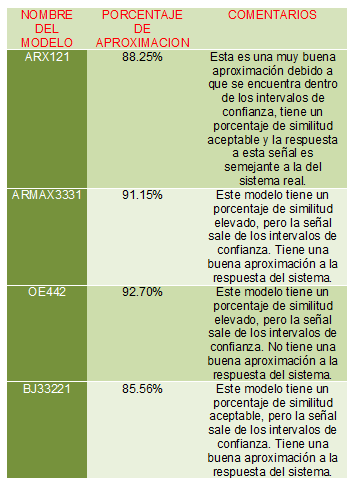 NOMBRE DEL MODELO
PORCENTAJE DE APROXIMACION
COMENTARIOS
ARX121
88.25%
Esta es una muy buena
aproximación debido a
que se encuentra dentro
de los intervalos de
confianza, tiene un
porcentaje de similitud
aceptable y la respuesta
a esta señal es
semejante a la del
sistema real.
ARMAX3331
91.15%
Este modelo tiene un
porcentaje de similitud
elevado, pero la señal
sale de los intervalos de
confianza. Tiene una
buena aproximación a la
respuesta del sistema.
OE442
92.70%
Este modelo tiene un
porcentaje de similitud
elevado, pero la señal
sale de los intervalos de
confianza. No tiene una
buena aproximación a la
respuesta del sistema.
BJ33221
85.56%
Este modelo tiene un
porcentaje de similitud
aceptable, pero la señal
sale de los intervalos de
confianza. Tiene una
buena aproximación a la
respuesta del sistema.